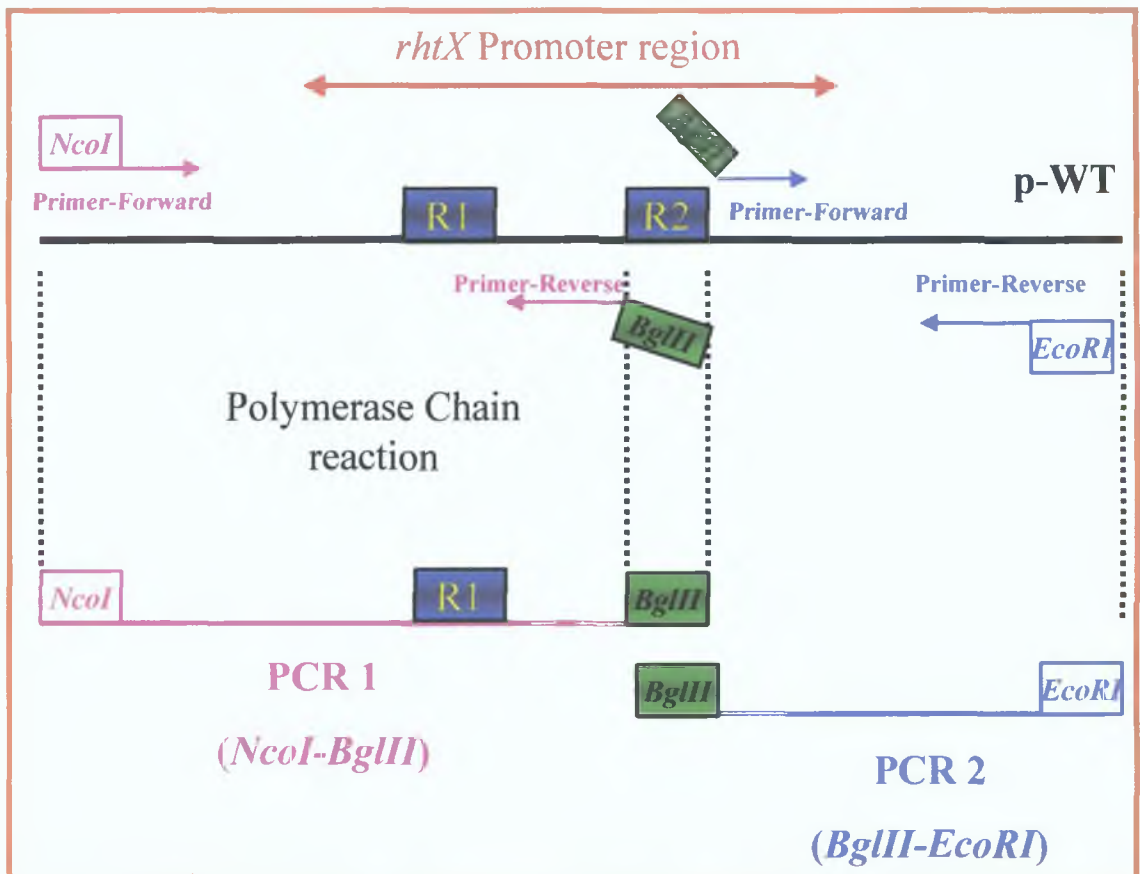 rhtX Promoter region
NcoI
Primer-Forward
R1
R2
Primer-Forward
p-WT
Primer-Reverse
BglII
Primer-Reverse
EcoRI
Polymerase Chain
reaction
NcoI
R1
BglII
PCR 1
(NcoI-BglII)
BglII
EcoRI
PCR 2
(BglII-EcoRI)